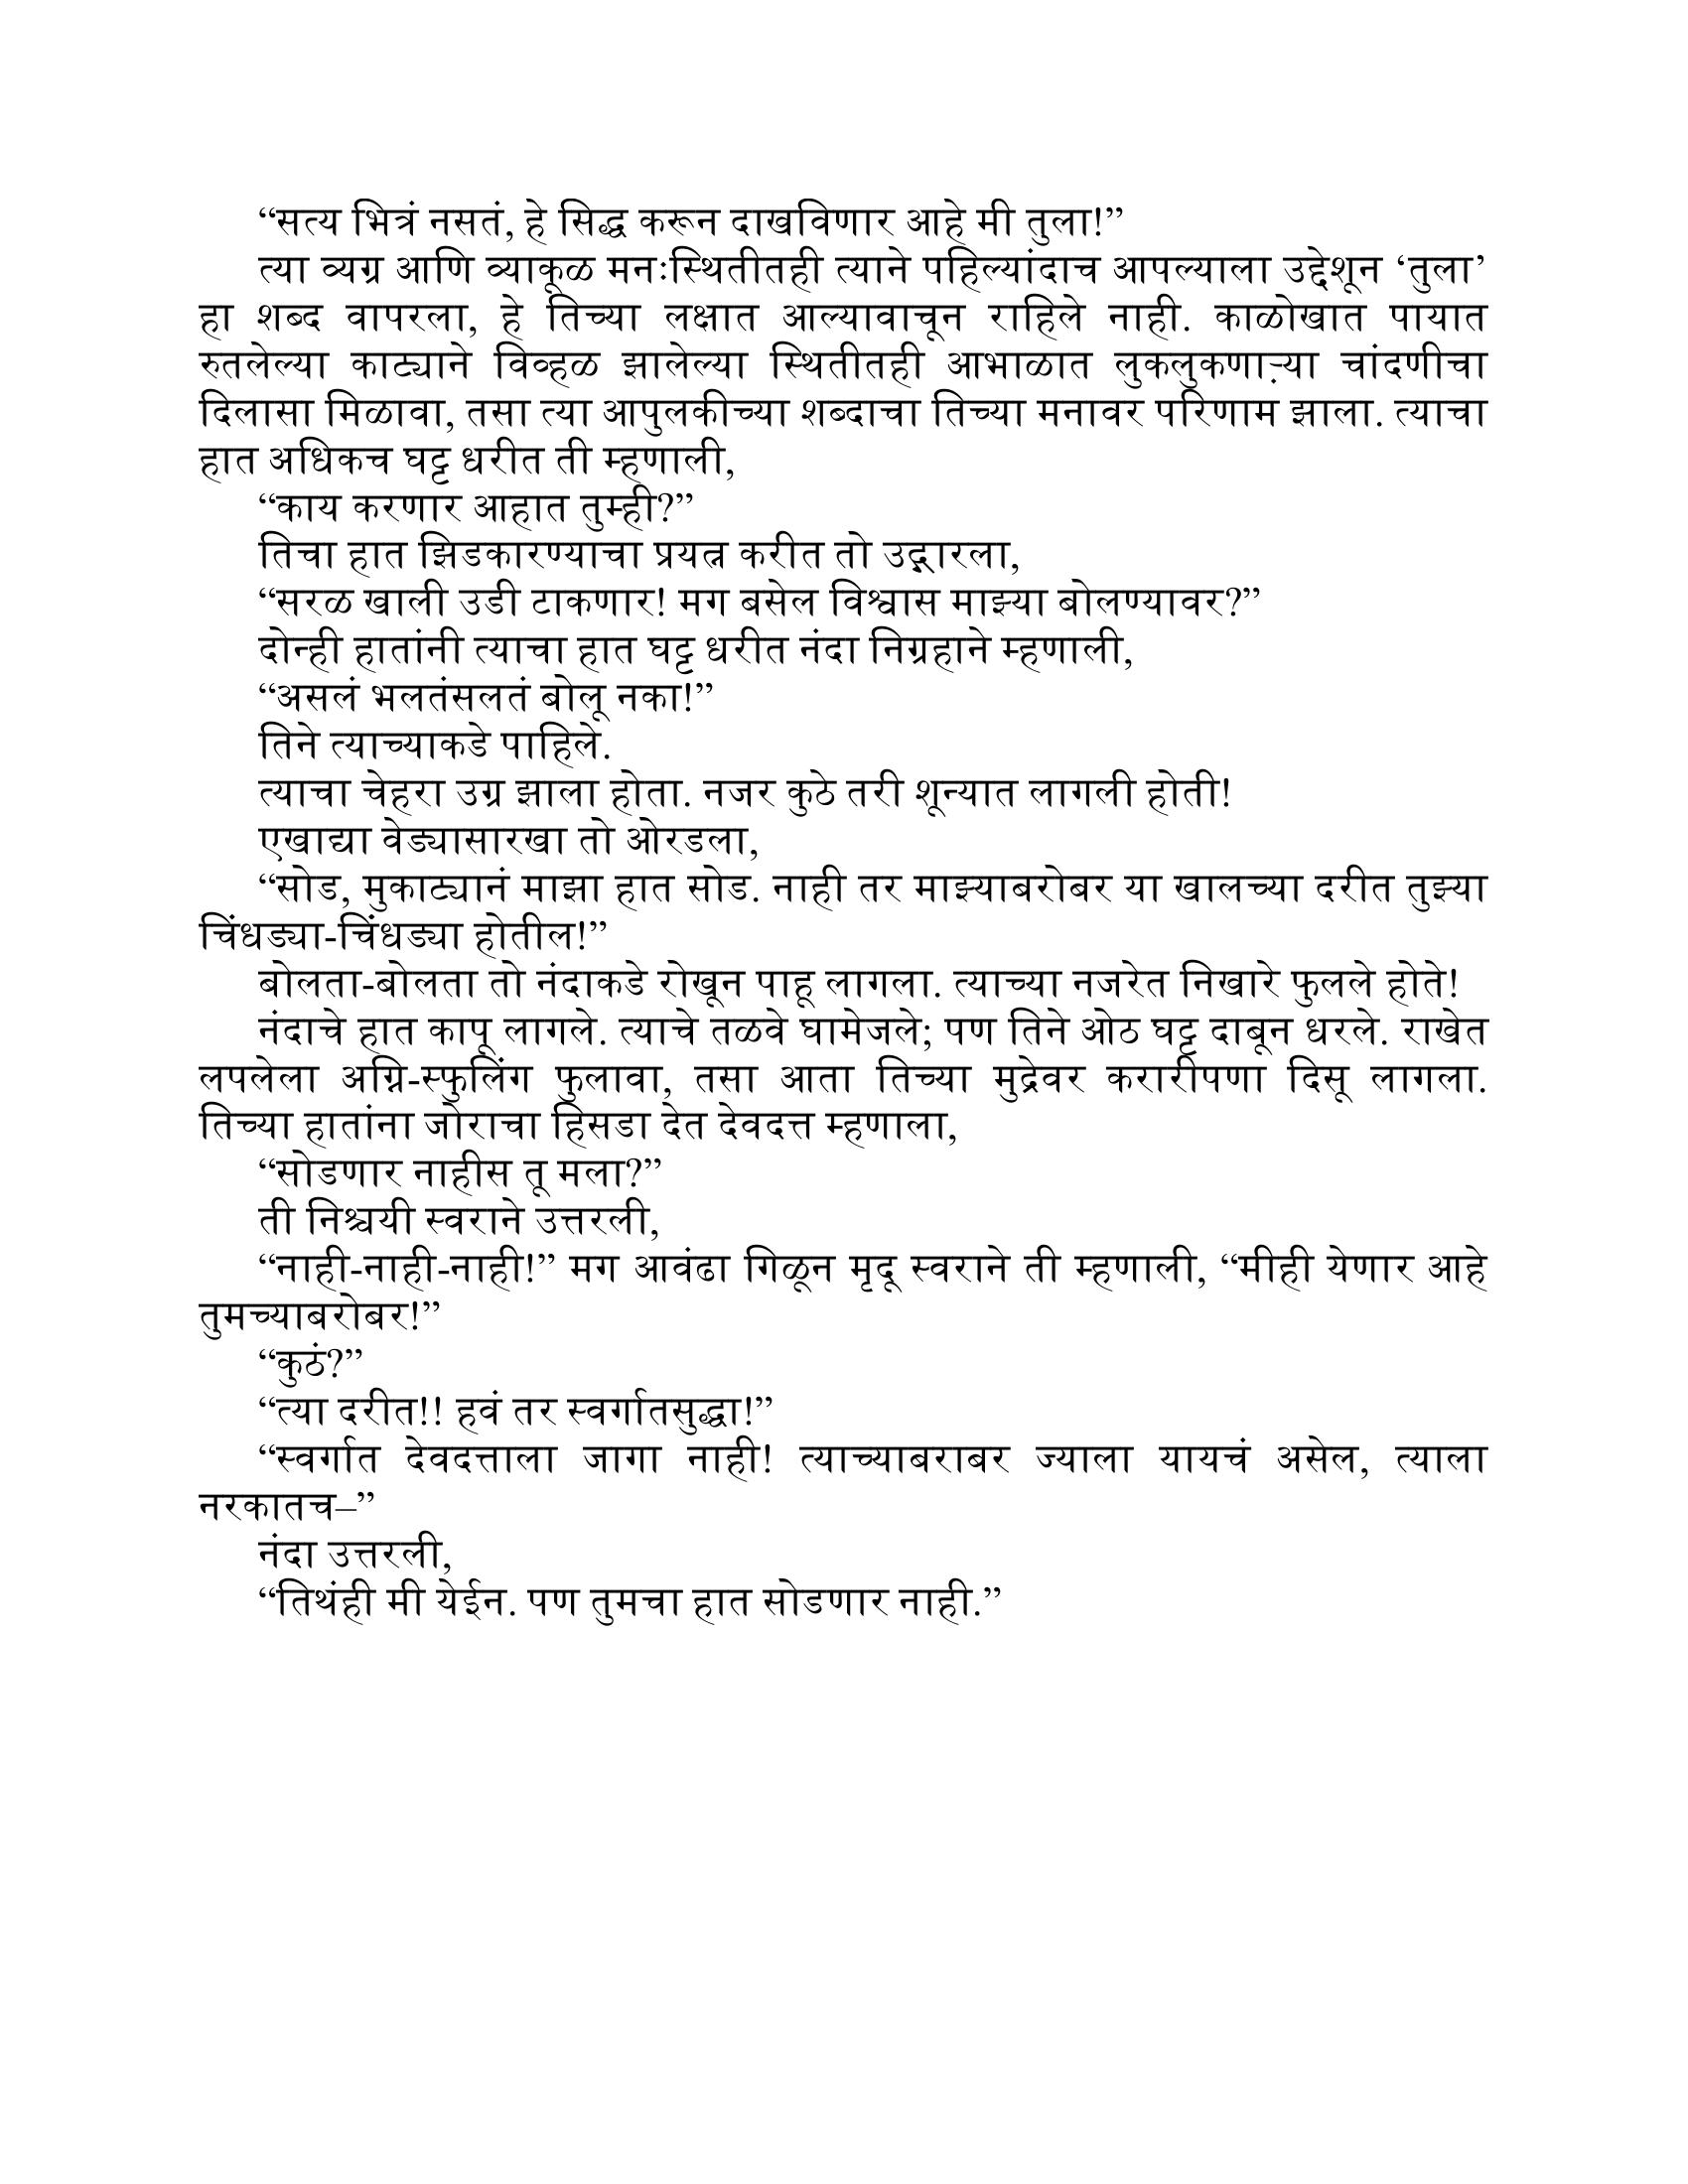 “सत्य भित्रं नसतं, हे सिद्ध करून दाखविणार आहे मी तुला!”
त्या व्यग्र आणि व्याकूळ मनःस्थितीतही त्याने पहिल्यांदाच आपल्याला उद्देशून ‘तुला’
हा शब्द वापरला, हे तिच्या लक्षात आल्यावाचून राहिले नाही. काळोखात पायात
रुतलेल्या काट्याने विव्हळ झालेल्या स्थितीतही आभाळात लुकलुकणाऱ्या चांदणीचा
दिलासा मिळावा, तसा त्या आपुलकीच्या शब्दाचा तिच्या मनावर परिणाम झाला. त्याचा
हात अधिकच घट्ट धरीत ती म्हणाली,
“काय करणार आहात तुम्ही?”
तिचा हात झिडकारण्याचा प्रयत्न करीत तो उद्गारला,
“सरळ खाली उडी टाकणार! मग बसेल विश्वास माझ्या बोलण्यावर?”
दोन्ही हातांनी त्याचा हात घट्ट धरीत नंदा निग्रहाने म्हणाली,
“असलं भलतंसलतं बोलू नका!”
तिने त्याच्याकडे पाहिले.
त्याचा चेहरा उग्र झाला होता. नजर कुठे तरी शून्यात लागली होती!
एखाद्या वेड्यासारखा तो ओरडला,
“सोड, मुकाट्यानं माझा हात सोड. नाही तर माझ्याबरोबर या खालच्या दरीत तुझ्या
चिंधड्या-चिंधड्या होतील!”
बोलता-बोलता तो नंदाकडे रोखून पाहू लागला. त्याच्या नजरेत निखारे फुलले होते!
नंदाचे हात कापू लागले. त्याचे तळवे घामेजले; पण तिने ओठ घट्ट दाबून धरले. राखेत
लपलेला अग्नि-स्फुलिंग फुलावा, तसा आता तिच्या मुद्रेवर करारीपणा दिसू लागला.
तिच्या हातांना जोराचा हिसडा देत देवदत्त म्हणाला,
“सोडणार नाहीस तू मला?”
ती निश्चयी स्वराने उत्तरली,
“नाही-नाही-नाही!” मग आवंढा गिळून मृदू स्वराने ती म्हणाली, “मीही येणार आहे
तुमच्याबरोबर!”
“कुठं?”
“त्या दरीत!! हवं तर स्वर्गातसुद्धा!”
“स्वर्गात देवदत्ताला जागा नाही! त्याच्याबराबर ज्याला यायचं असेल, त्याला
नरकातच–”
नंदा उत्तरली,
“तिथंही मी येईन. पण तुमचा हात सोडणार नाही.”